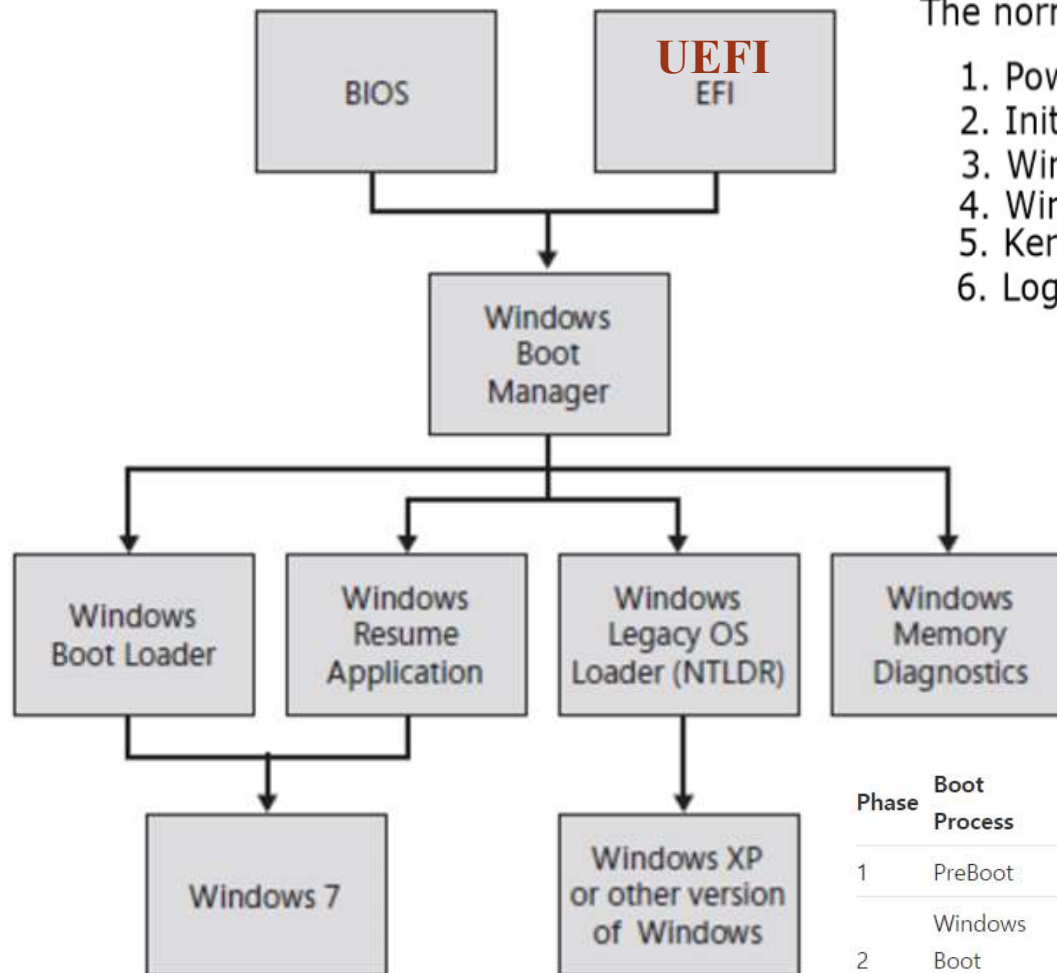 The norr
1. Pov
2. Init
3. Wir
4. Wir
5. Ker
6. Log
BIOS
UEFI
EFI
Windows
Boot
Manager
Windows
Boot Loader
Windows
Resume
Application
Windows
Legacy OS
Loader (NTLDR)
Windows
Memory
Diagnostics
Windows 7
Windows XP
or other version
of Windows
Phase Boot
Process
1 PreBoot
Windows
2 Boot